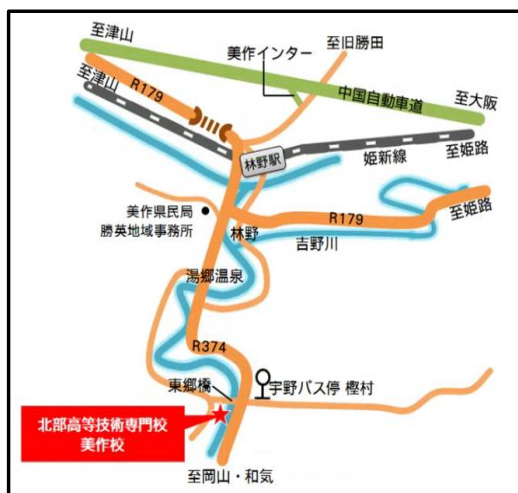 至津山
至旧勝田
美作インター
至津山
R179
中国自動車道
至大阪
林野駅
姫新線
至姫路
美作県民局
勝英地域事務所
林野
R179
至姫路
吉野川
湯郷温泉
R374
東郷橋
宇野バス停 樫村
北部高等技術専門校
美作校
至岡山・和気